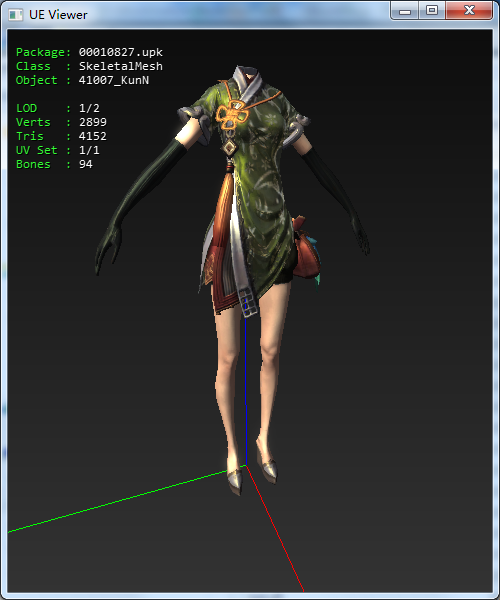 UE Viewer
Package: 00010827.upk
Class : SkeletalMesh
Object : 41007_KunN
LOD : 1/2
Verts : 2899
Tris : 4152
UV Set : 1/1
Bones : 94